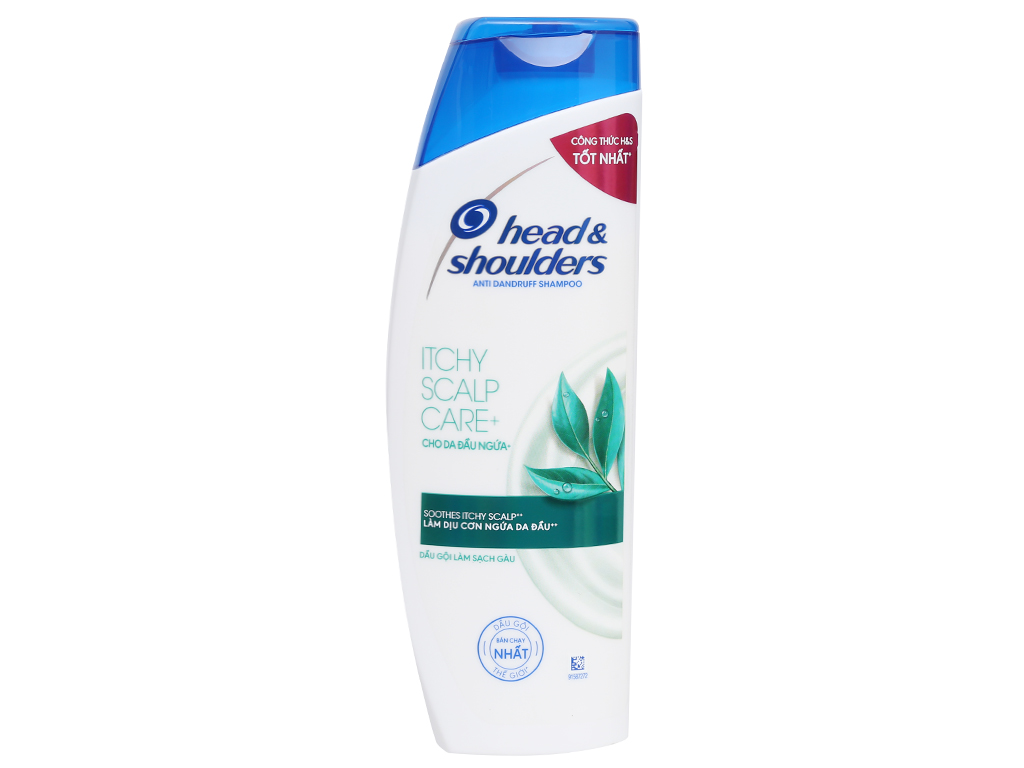 CÔNG THỨC H&S
TỐT NHẤT*
head &
shoulders
ANTI DANDRUFF SHAMPOO
ITCHY
SCALP
CARE+
CHO DA ĐẦU NGỨA+
SOOTHES ITCHY SCALP**
LÀM DỊU CƠN NGỨA DA ĐẦU**
DẦU GỘI LÀM SẠCH GÀU
DẦU GỘI
BÁN CHẠY
NHẤT
THẾ GIỚI*